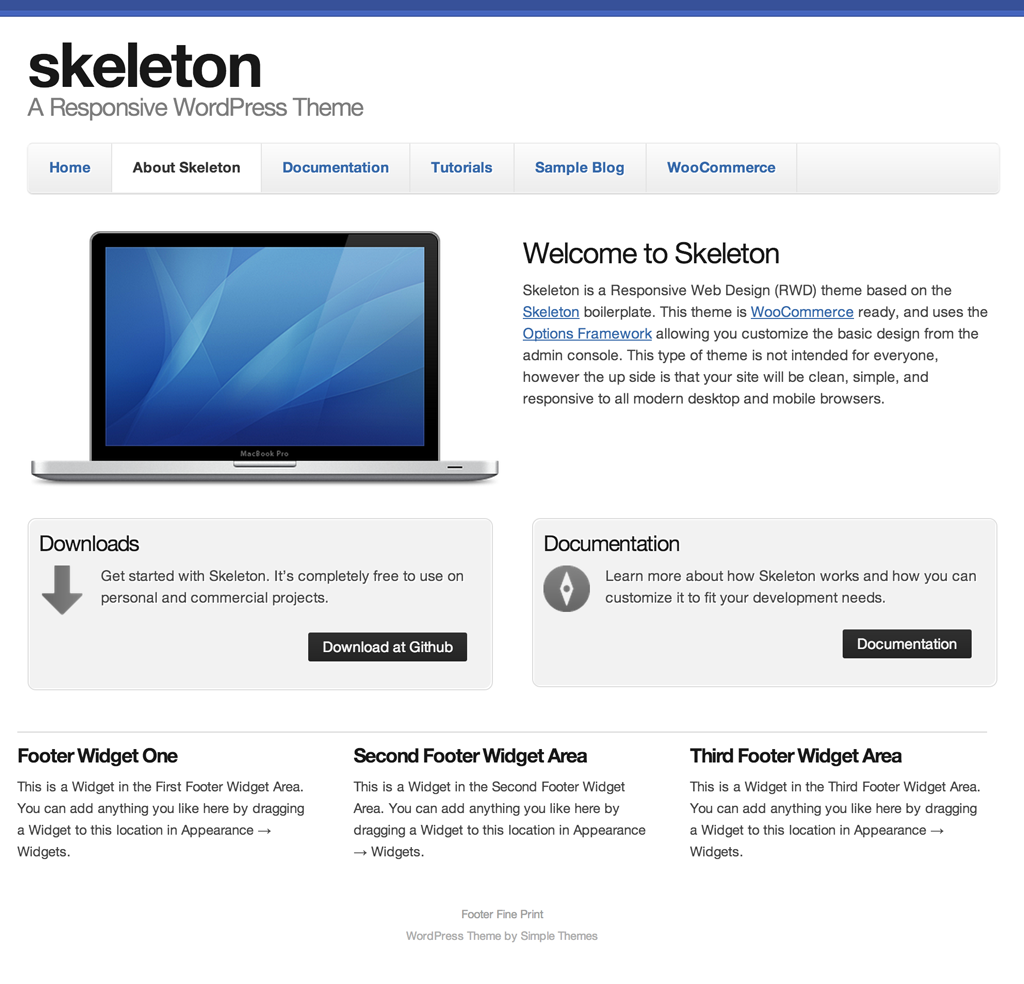 skeleton
A Responsive WordPress Theme
Home About Skeleton Documentation Tutorials Sample Blog WooCommerce
MacBook Pro
Welcome to Skeleton
Skeleton is a Responsive Web Design (RWD) theme based on the
Skeleton boilerplate. This theme is WooCommerce ready, and uses the
Options Framework allowing you customize the basic design from the
admin console. This type of theme is not intended for everyone,
however the up side is that your site will be clean, simple, and
responsive to all modern desktop and mobile browsers.
Downloads
Get started with Skeleton. It's completely free to use on
personal and commercial projects.
Download at Github
Documentation
Learn more about how Skeleton works and how you can
customize it to fit your development needs.
Documentation
Footer Widget One
This is a Widget in the First Footer Widget Area.
You can add anything you like here by dragging
a Widget to this location in Appearance →
Widgets.
Second Footer Widget Area
This is a Widget in the Second Footer Widget
Area. You can add anything you like here by
dragging a Widget to this location in Appearance
→ Widgets.
Third Footer Widget Area
This is a Widget in the Third Footer Widget Area.
You can add anything you like here by dragging
a Widget to this location in Appearance →
Widgets.
Footer Fine Print
WordPress Theme by Simple Themes